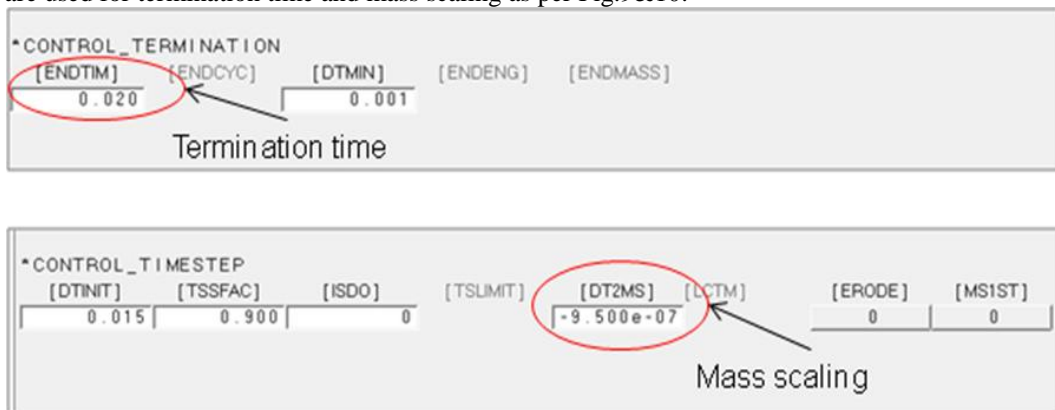 are used for termination time and mass scaling as per Fig.9&10.
*CONTROL_TERMINATION
[ENDTIM] [ENDCYC] [DTMIN] [ENDENG] [ENDMASS]
0.020 0.001
Termination time
*CONTROL_TIMESTEP
[DTINIT] [TSSFAC] [ISDO] [TSLIMIT] [DT2MS] [LCTM] [ERODE] [MS1ST]
0.015 0.900 0 -9.500e-07 0 0
Mass scaling